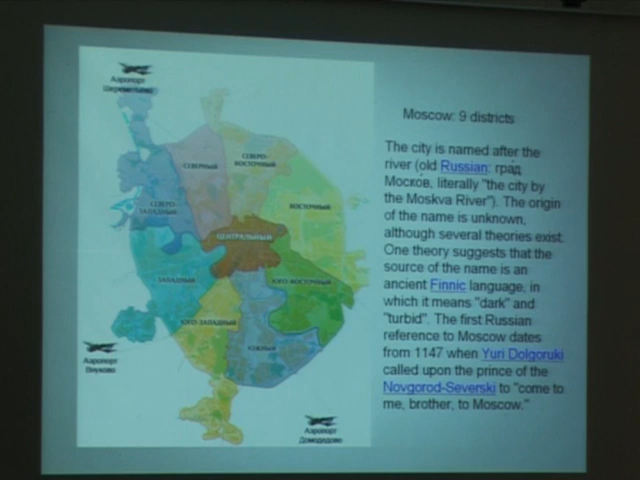 Аэропорт
Шереметьево
СЕВЕРНЫЙ
СЕВЕРО-
ВОСТОЧНЫЙ
СЕВЕРО-
ЗАПАДНЫЙ
ВОСТОЧНЫЙ
ЦЕНТРАЛЬНЫЙ
ЗАПАДНЫЙ
ЮГО-ВОСТОЧНЫЙ
ЮГО-ЗАПАДНЫЙ
ЮЖНЫЙ
Аэропорт
Внуково
Аэропорт
Домодедово
Moscow: 9 districts
The city is named after the
river (old Russian: град
Москóв, literally "the city by
the Moskva River"). The origin
of the name is unknown,
although several theories exist.
One theory suggests that the
source of the name is an
ancient Finnic language, in
which it means "dark" and
"turbid". The first Russian
reference to Moscow dates
from 1147 when Yuri Dolgoruki
called upon the prince of the
Novgorod-Severski to "come to
me, brother, to Moscow."